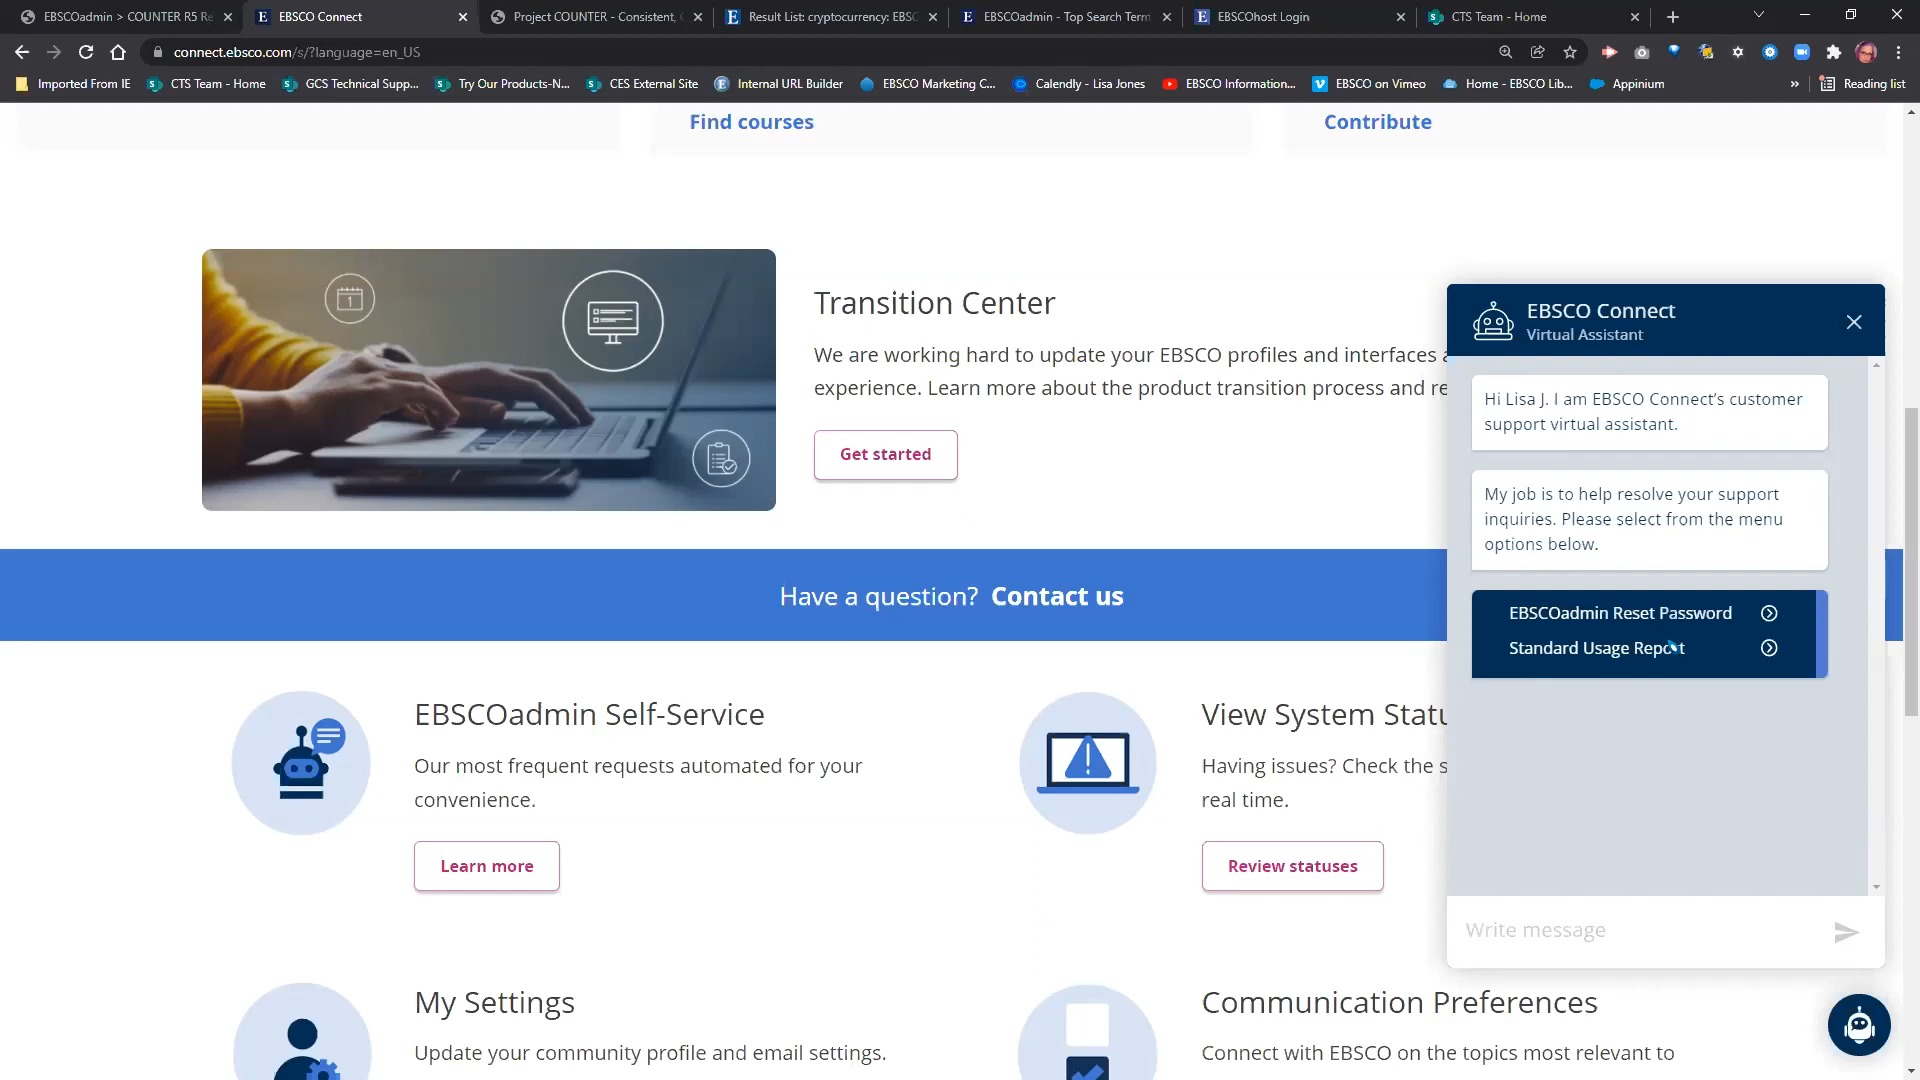 EBSCOadmin > COUNTER R5 Re
EBSCO Connect
Project COUNTER - Consistent, C
Result List: cryptocurrency: EBSC
EBSCOadmin - Top Search Term
EBSCOhost Login
CTS Team - Home
connect.ebsco.com/s/?language=en_US
Imported From IE
CTS Team - Home
GCS Technical Supp...
Try Our Products-N...
CES External Site
Internal URL Builder
EBSCO Marketing C...
Calendly - Lisa Jones
EBSCO Information...
EBSCO on Vimeo
Home - EBSCO Lib...
Appinium
»
Reading list
Find courses
Contribute
1
Transition Center
We are working hard to update your EBSCO profiles and interfaces
experience. Learn more about the product transition process and re
Get started
Have a question? Contact us
EBSCOadmin Self-Service
Our most frequent requests automated for your
convenience.
Learn more
View System Statu
Having issues? Check the s
real time.
Review statuses
My Settings
Update your community profile and email settings.
Communication Preferences
Connect with EBSCO on the topics most relevant to
EBSCO Connect
Virtual Assistant
Hi Lisa J. I am EBSCO Connect's customer
support virtual assistant.
My job is to help resolve your support
inquiries. Please select from the menu
options below.
EBSCOadmin Reset Password
Standard Usage Report
Write message